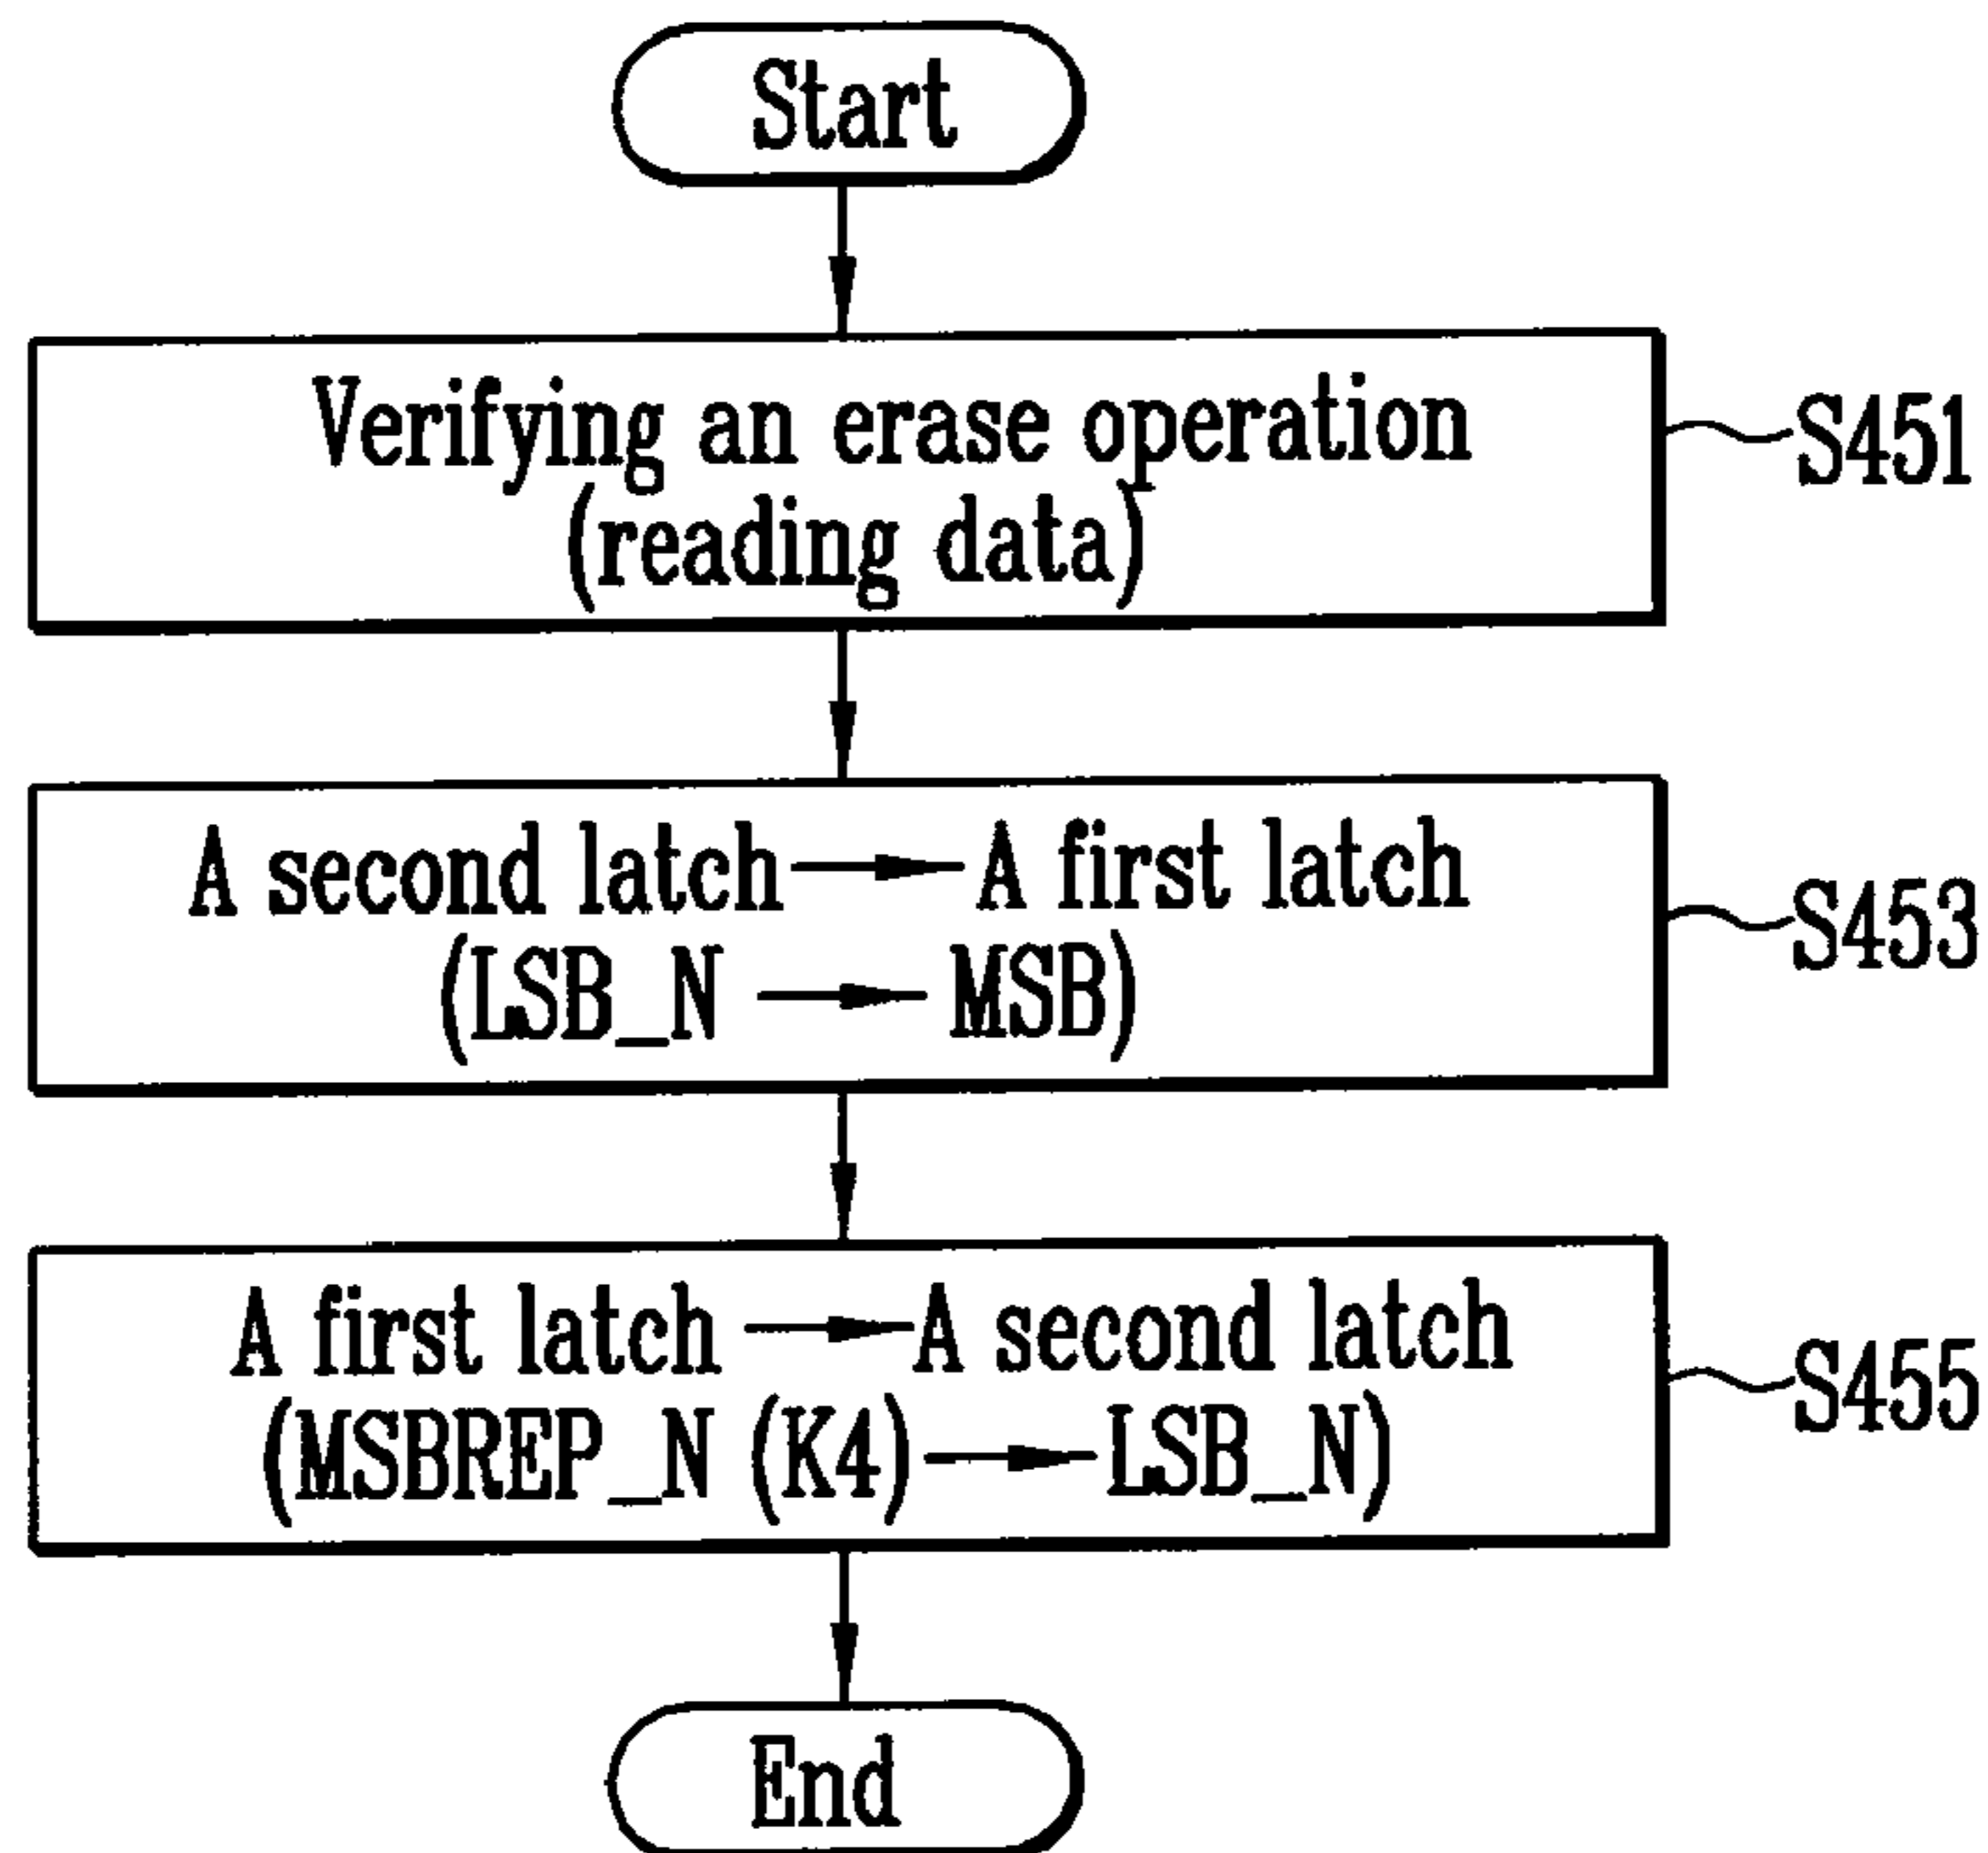 Start
Verifying an erase operation
(reading data)
S451
A second latch → A first latch
(LSB_N → MSB)
S453
A first latch → A second latch
(MSBREP_N (K4) → LSB_N)
S455
End